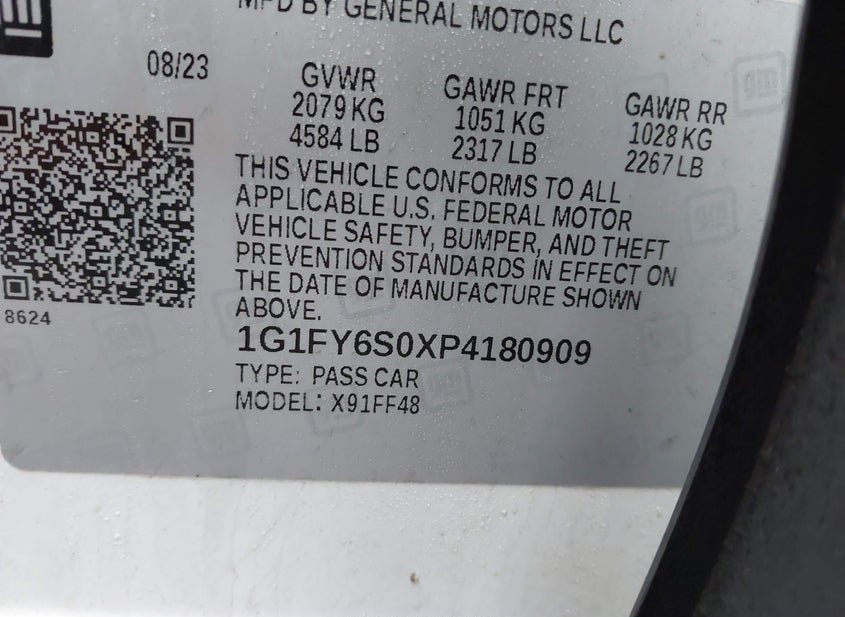 MFD BY GENERAL MOTORS LLC
08/23
GVWR GAWR FRT GAWR RR
2079 KG 1051 KG 1028 KG
4584 LB 2317 LB 2267 LB
THIS VEHICLE CONFORMS TO ALL
APPLICABLE U.S. FEDERAL MOTOR
VEHICLE SAFETY, BUMPER, AND THEFT
PREVENTION STANDARDS IN EFFECT ON
THE DATE OF MANUFACTURE SHOWN
ABOVE.
8624
1G1FY6S0XP4180909
TYPE: PASS CAR
MODEL: X91FF48